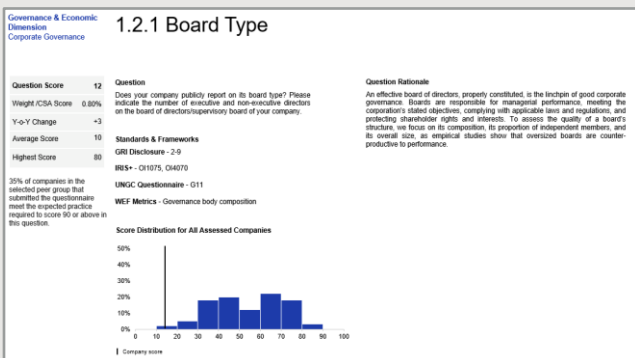 Governance & Economic
Dimension
Corporate Governance
1.2.1 Board Type
Question Score 12
Weight /CSA Score 0.80%
Y-o-Y Change +3
Average Score 10
Highest Score 80
35% of companies in the
selected peer group that
submitted the questionnaire
meet the expected practice
required to score 90 or above in
this question.
Question
Does your company publicly report on its board type? Please
indicate the number of executive and non-executive directors
on the board of directors/supervisory board of your company.
Standards & Frameworks
GRI Disclosure - 2-9
IRIS+ - OI1075, OI4070
UNGC Questionnaire - G11
WEF Metrics - Governance body composition
Score Distribution for All Assessed Companies
50%
40%
30%
20%
10%
0%
0 10 20 30 40 50 60 70 80 90 100
Company score
Question Rationale
An effective board of directors, properly constituted, is the linchpin of good corporate
governance. Boards are responsible for managerial performance, meeting the
corporation's stated objectives, complying with applicable laws and regulations, and
protecting shareholder rights and interests. To assess the quality of a board's
structure, we focus on its composition, its proportion of independent members, and
its overall size, as empirical studies show that oversized boards are counter-
productive to performance.